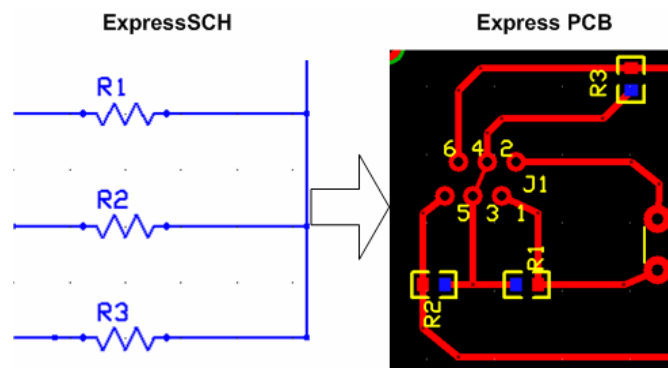 ExpressSCH
Express PCB
R1
R2
R3
R3
6 4 2
J1
5 3 1
R1
R2